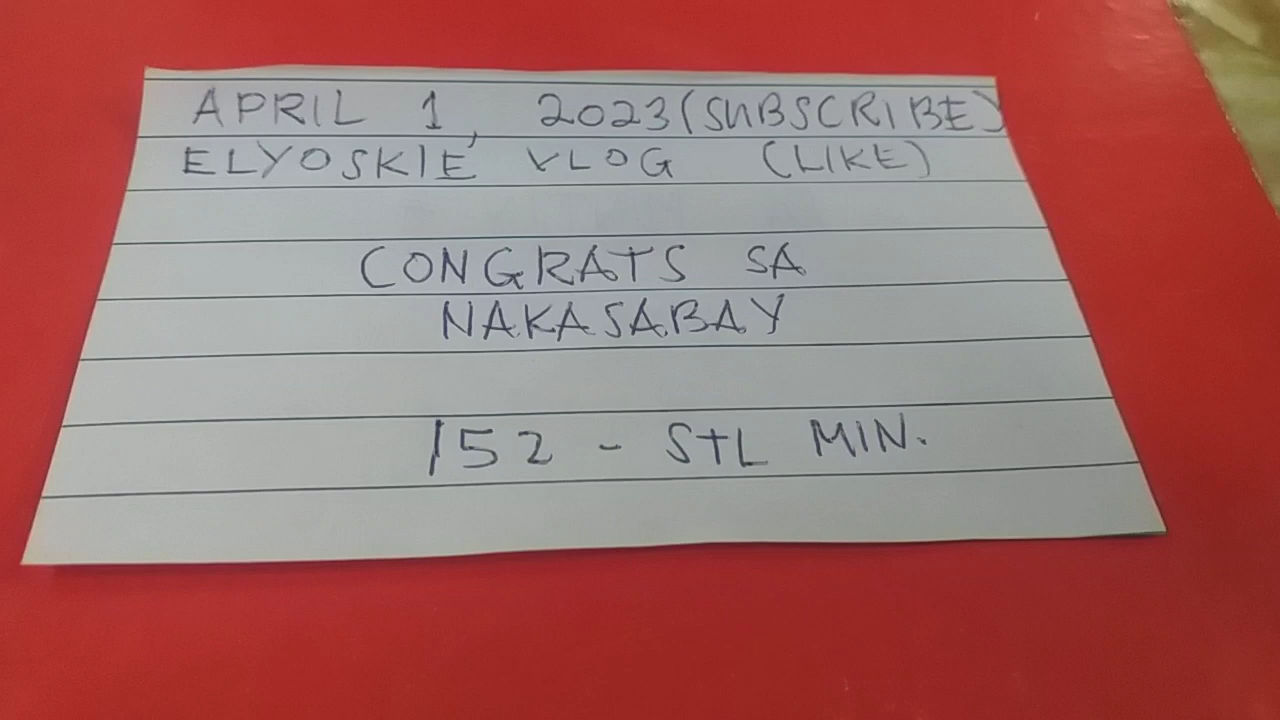 APRIL 1, 2023 (SUBSCRIBE)
ELYOSKIE VLOG (LIKE)
CONGRATS SA
NAKASABAY
152 - STL MIN.